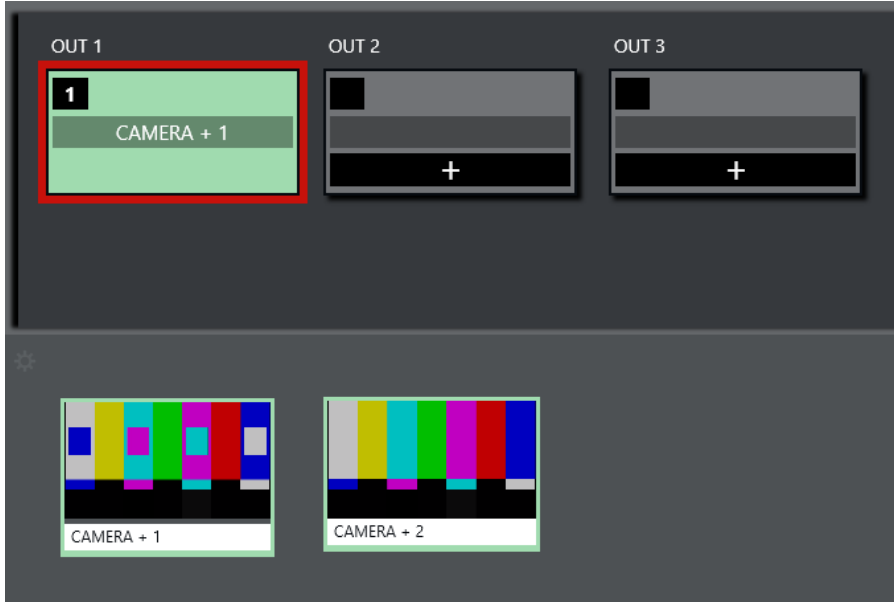 OUT 1
OUT 2
OUT 3
1
CAMERA + 1
+
+
CAMERA + 1
CAMERA + 2